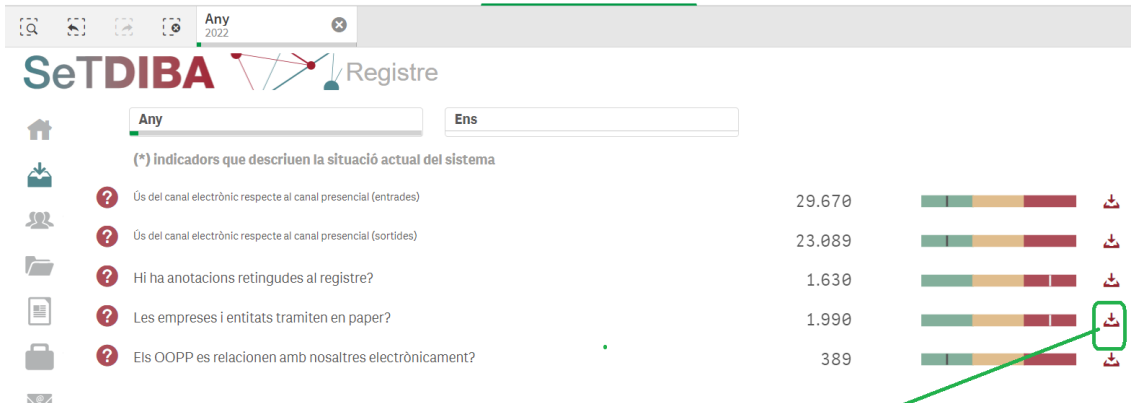 Any
2022
SeTDIBA Registre
Any Ens
(*) indicadors que descriuen la situació actual del sistema
? Ús del canal electrònic respecte al canal presencial (entrades) 29.670
? Ús del canal electrònic respecte al canal presencial (sortides) 23.089
? Hi ha anotacions retingudes al registre? 1.630
? Les empreses i entitats tramiten en paper? 1.990
? Els OOPP es relacionen amb nosaltres electrònicament? 389